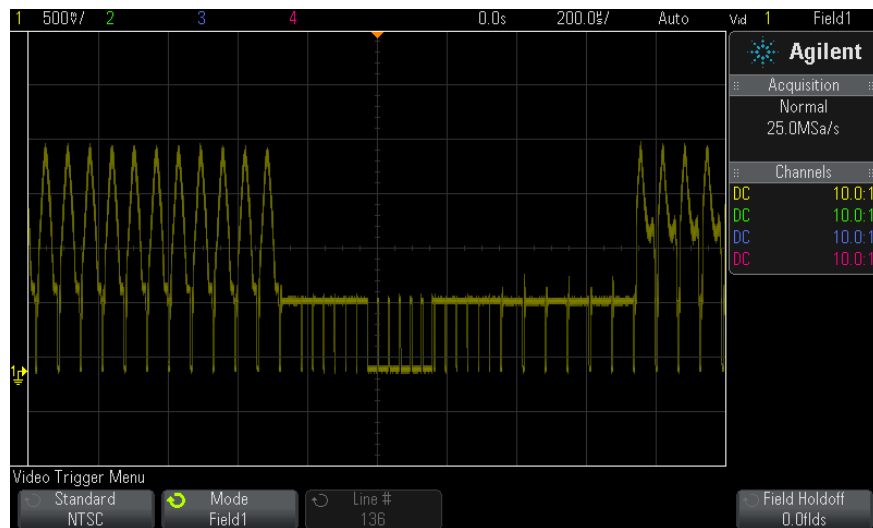 1 500mV/ 2 3 4 0.0s 200.0us/ Auto Vid 1 Field1
Agilent
Acquisition
Normal
25.0MSa/s
Channels
DC 10.0:1
DC 10.0:1
DC 10.0:1
DC 10.0:1
1
Video Trigger Menu
Standard Mode Line # Field Holdoff
NTSC Field1 136 0.0flds